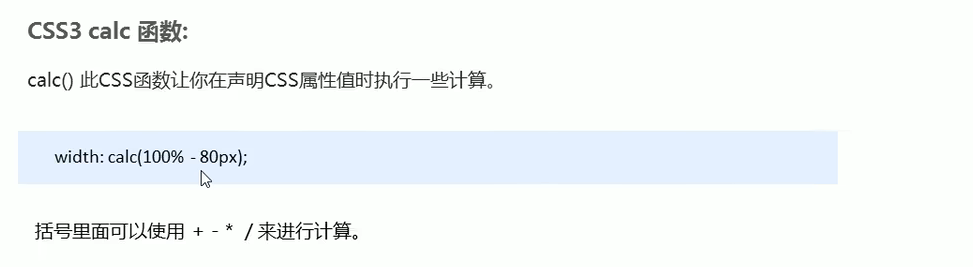 CSS3 calc 函数:
calc() 此CSS函数让你在声明CSS属性值时执行一些计算。
width: calc(100% - 80px);
括号里面可以使用 + - * / 来进行计算。